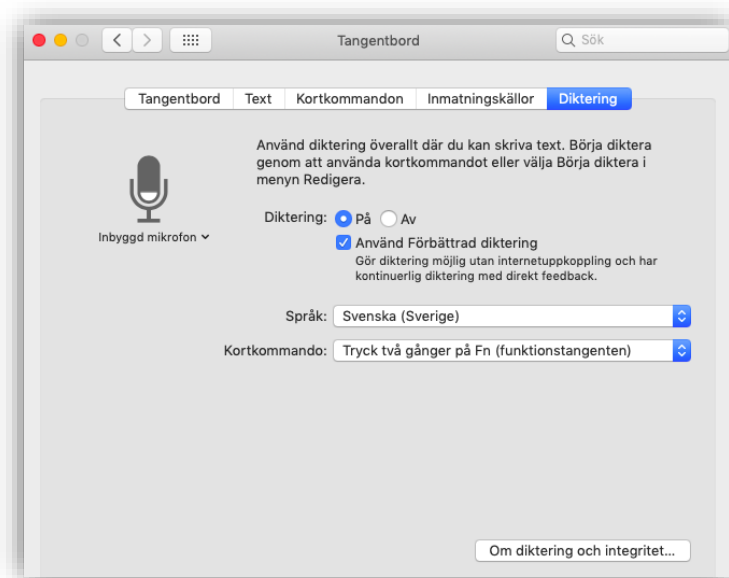 Tangentbord
Sök
Tangentbord
Text
Kortkommandon
Inmatningskällor
Diktering
Använd diktering överallt där du kan skriva text. Börja diktera
genom att använda kortkommandot eller välja Börja diktera i
menyn Redigera.
Inbyggd mikrofon
Diktering: På Av
Använd Förbättrad diktering
Gör diktering möjlig utan internetuppkoppling och har
kontinuerlig diktering med direkt feedback.
Språk: Svenska (Sverige)
Kortkommando: Tryck två gånger på Fn (funktionstangenten)
Om diktering och integritet...